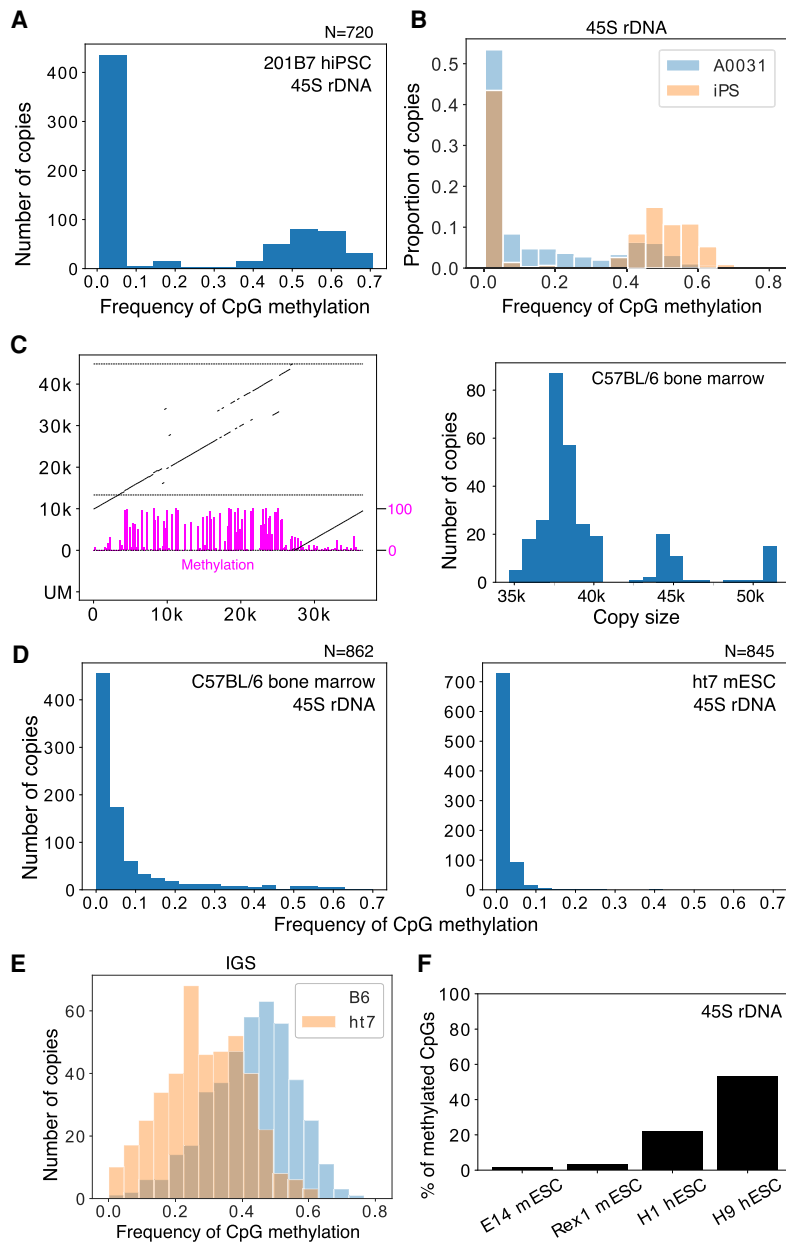 A
N=720
201B7 hiPSC
45S rDNA
Number of copies
400
300
200
100
0
0.0 0.1 0.2 0.3 0.4 0.5 0.6 0.7
Frequency of CpG methylation
B
45S rDNA
A0031
iPS
Proportion of copies
0.5
0.4
0.3
0.2
0.1
0.0
0.0 0.2 0.4 0.6 0.8
Frequency of CpG methylation
C
40k
30k
20k
10k
0
UM
100
0
Methylation
0 10k 20k 30k
C57BL/6 bone marrow
Number of copies
80
60
40
20
0
35k 40k 45k 50k
Copy size
D
N=862
C57BL/6 bone marrow
45S rDNA
Number of copies
400
300
200
100
0
0.0 0.1 0.2 0.3 0.4 0.5 0.6 0.7
N=845
ht7 mESC
45S rDNA
700
600
500
400
300
200
100
0
0.0 0.1 0.2 0.3 0.4 0.5 0.6 0.7
Frequency of CpG methylation
E
IGS
B6
ht7
Number of copies
60
40
20
0
0.0 0.2 0.4 0.6 0.8
Frequency of CpG methylation
F
45S rDNA
% of methylated CpGs
100
80
60
40
20
0
E14 mESC
Rex1 mESC
H1 hESC
H9 hESC